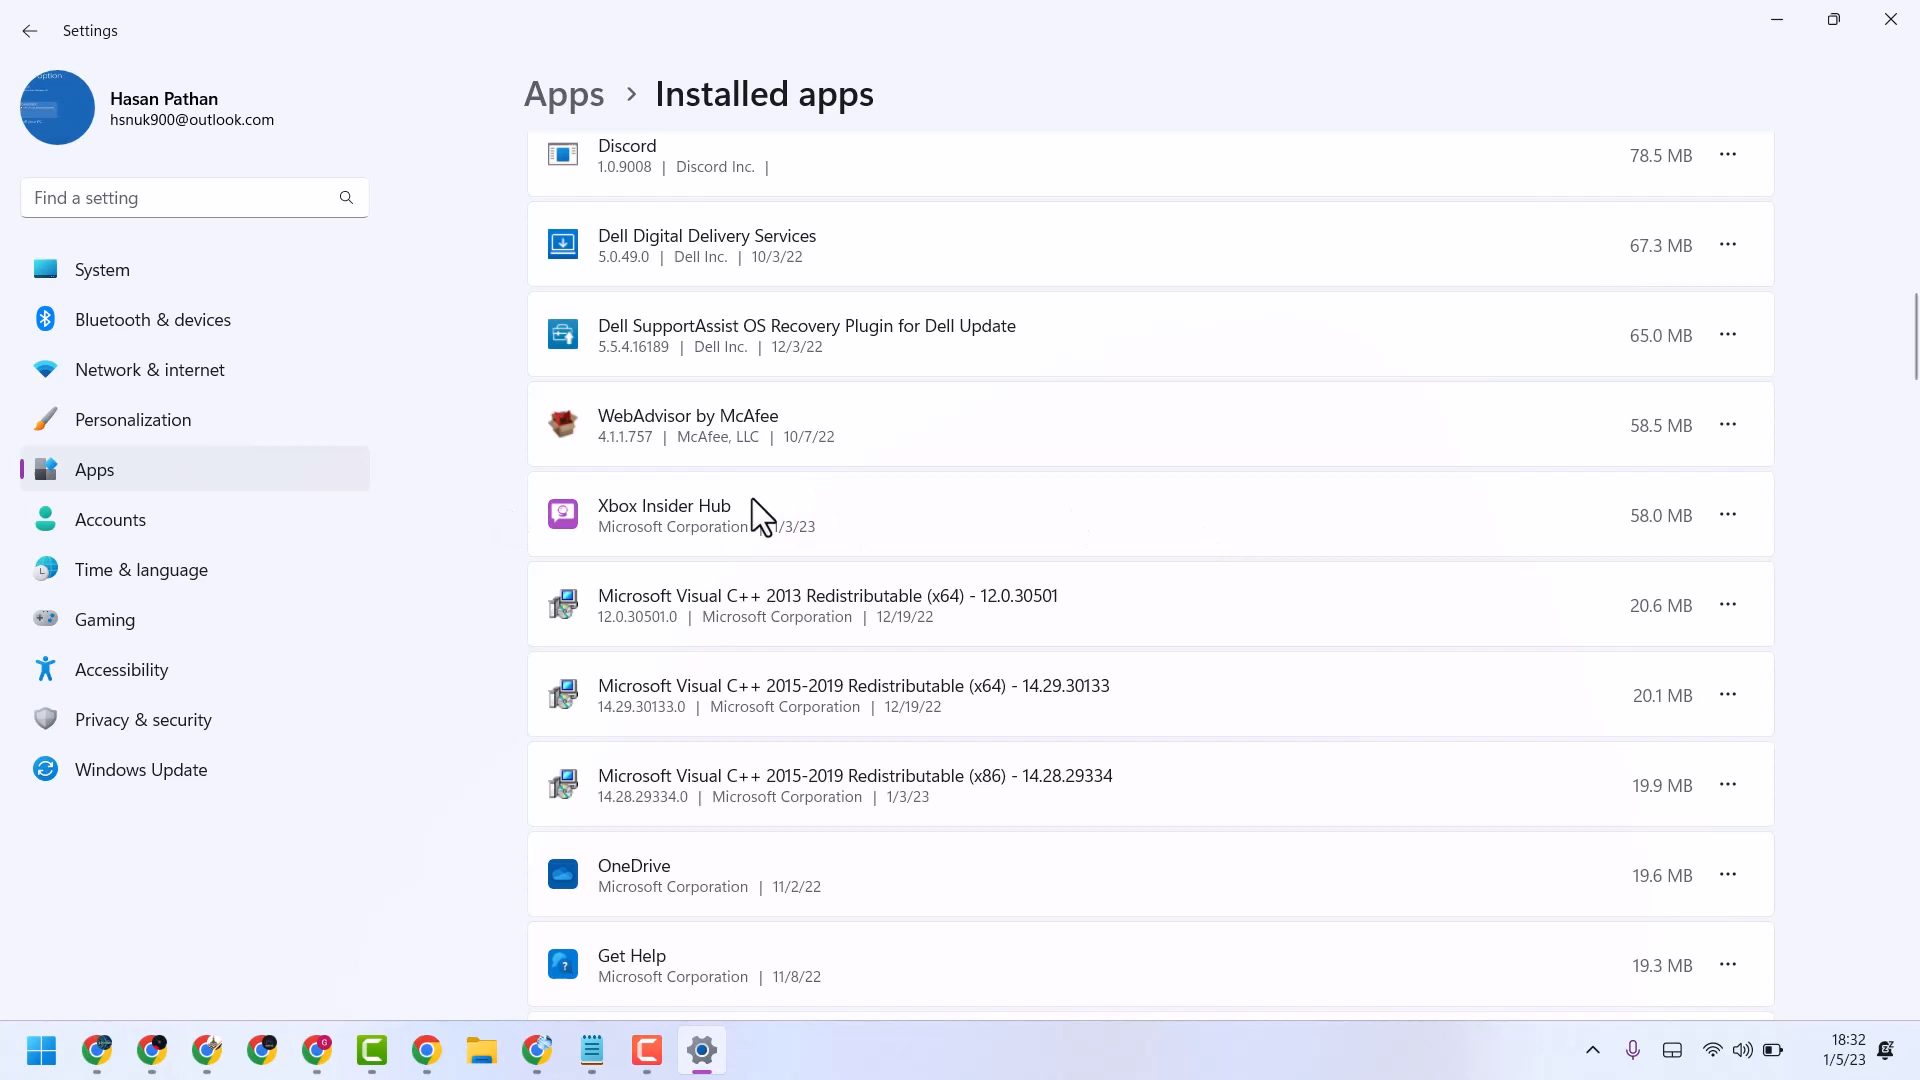 Settings
Hasan Pathan
hsnuk900@outlook.com
Find a setting
System
Bluetooth & devices
Network & internet
Personalization
Apps
Accounts
Time & language
Gaming
Accessibility
Privacy & security
Windows Update
Apps > Installed apps
Discord
1.0.9008 | Discord Inc. |
78.5 MB
Dell Digital Delivery Services
5.0.49.0 | Dell Inc. | 10/3/22
67.3 MB
Dell SupportAssist OS Recovery Plugin for Dell Update
5.5.4.16189 | Dell Inc. | 12/3/22
65.0 MB
WebAdvisor by McAfee
4.1.1.757 | McAfee, LLC | 10/7/22
58.5 MB
Xbox Insider Hub
Microsoft Corporation | /3/23
58.0 MB
Microsoft Visual C++ 2013 Redistributable (x64) - 12.0.30501
12.0.30501.0 | Microsoft Corporation | 12/19/22
20.6 MB
Microsoft Visual C++ 2015-2019 Redistributable (x64) - 14.29.30133
14.29.30133.0 | Microsoft Corporation | 12/19/22
20.1 MB
Microsoft Visual C++ 2015-2019 Redistributable (x86) - 14.28.29334
14.28.29334.0 | Microsoft Corporation | 1/3/23
19.9 MB
OneDrive
Microsoft Corporation | 11/2/22
19.6 MB
Get Help
Microsoft Corporation | 11/8/22
19.3 MB
18:32
1/5/23